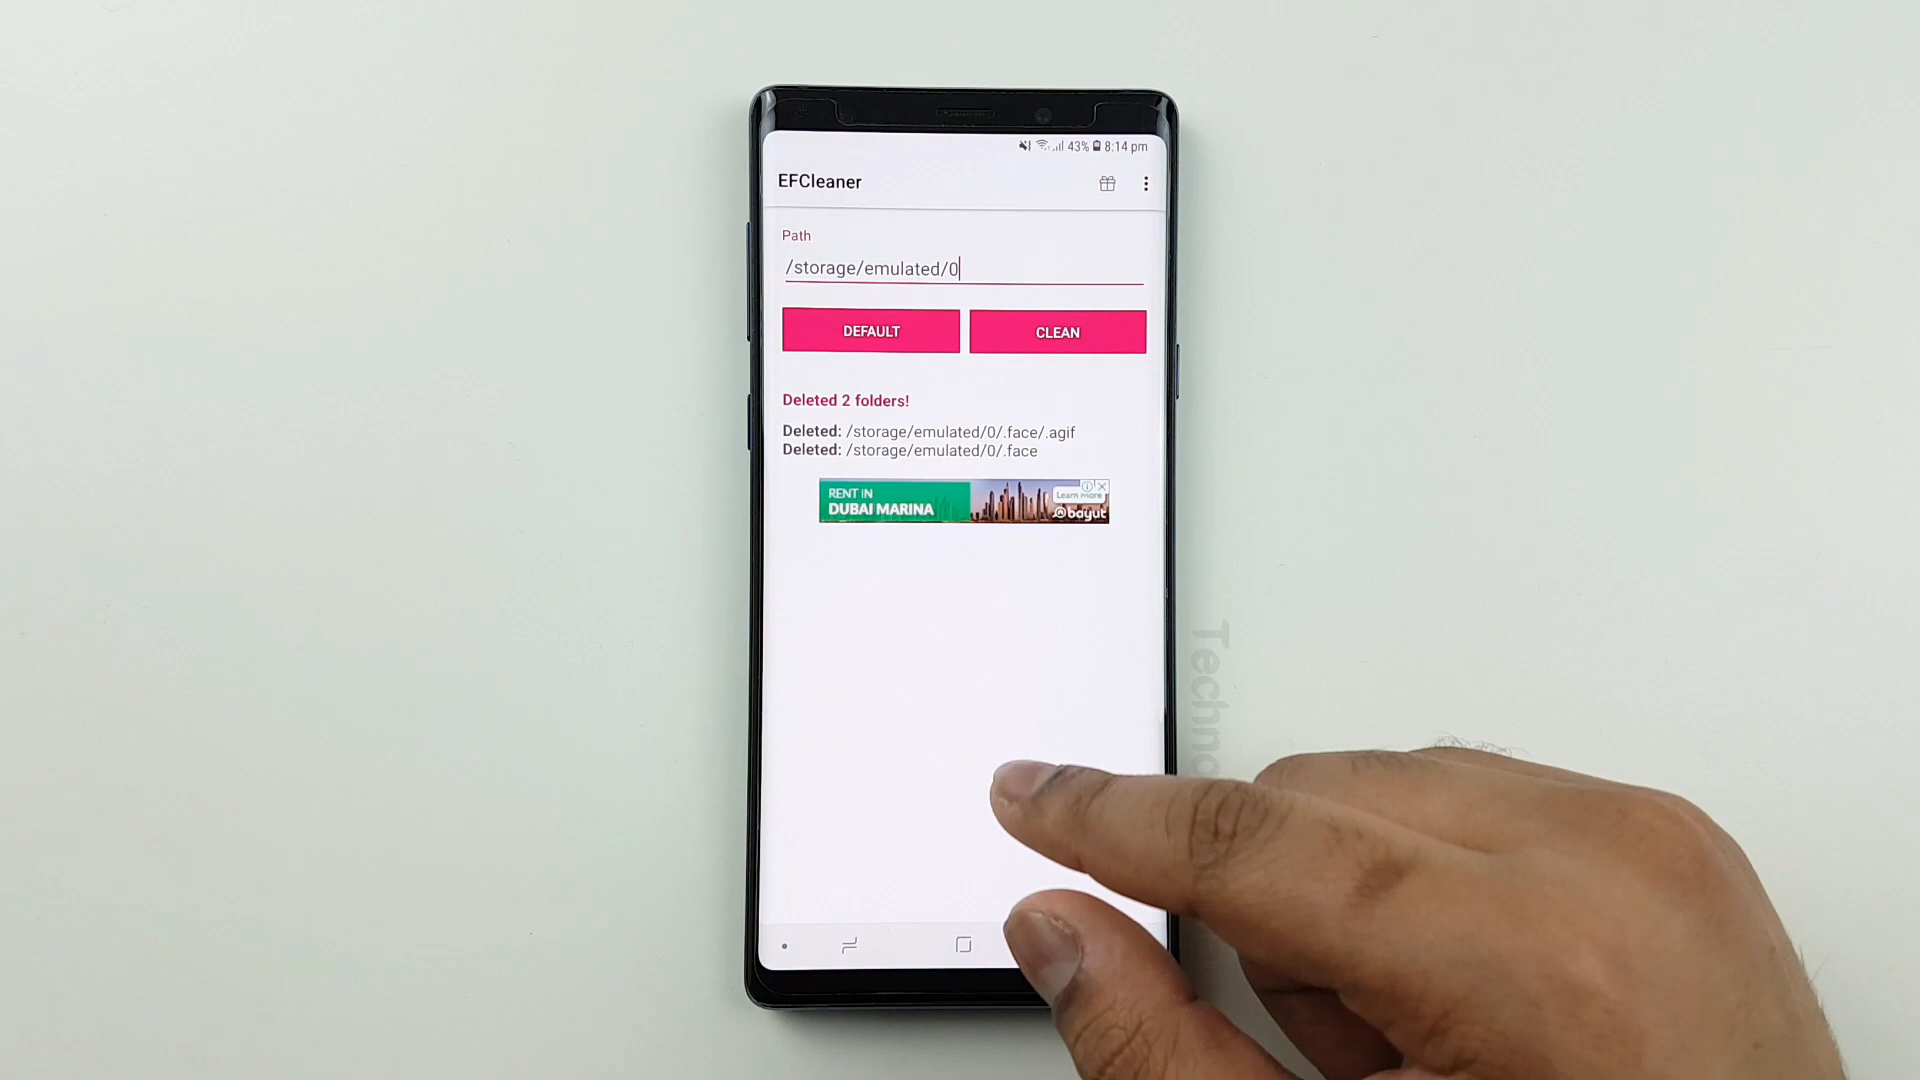 43% 8:14 pm
EFCleaner
Path
/storage/emulated/0
DEFAULT CLEAN
Deleted 2 folders!
Deleted: /storage/emulated/0/.face/.agif
Deleted: /storage/emulated/0/.face
RENT IN
DUBAI MARINA
Learn More
bayut
Techno